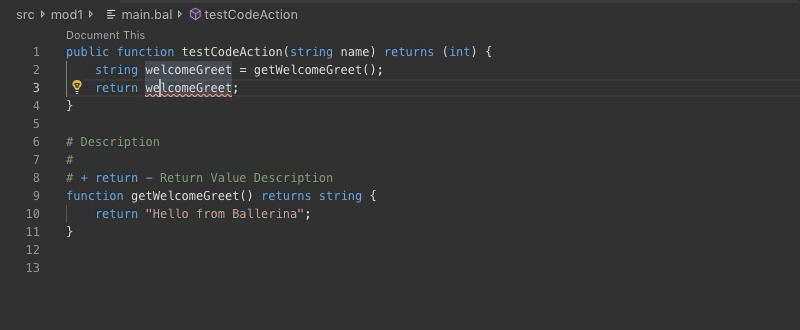 src mod1 main.bal testCodeAction
Document This
1 public function testCodeAction(string name) returns (int) {
2 string welcomeGreet = getWelcomeGreet();
3 return welcomeGreet;
4 }
5
6 # Description
7 #
8 # + return - Return Value Description
9 function getWelcomeGreet() returns string {
10 return "Hello from Ballerina";
11 }
12
13